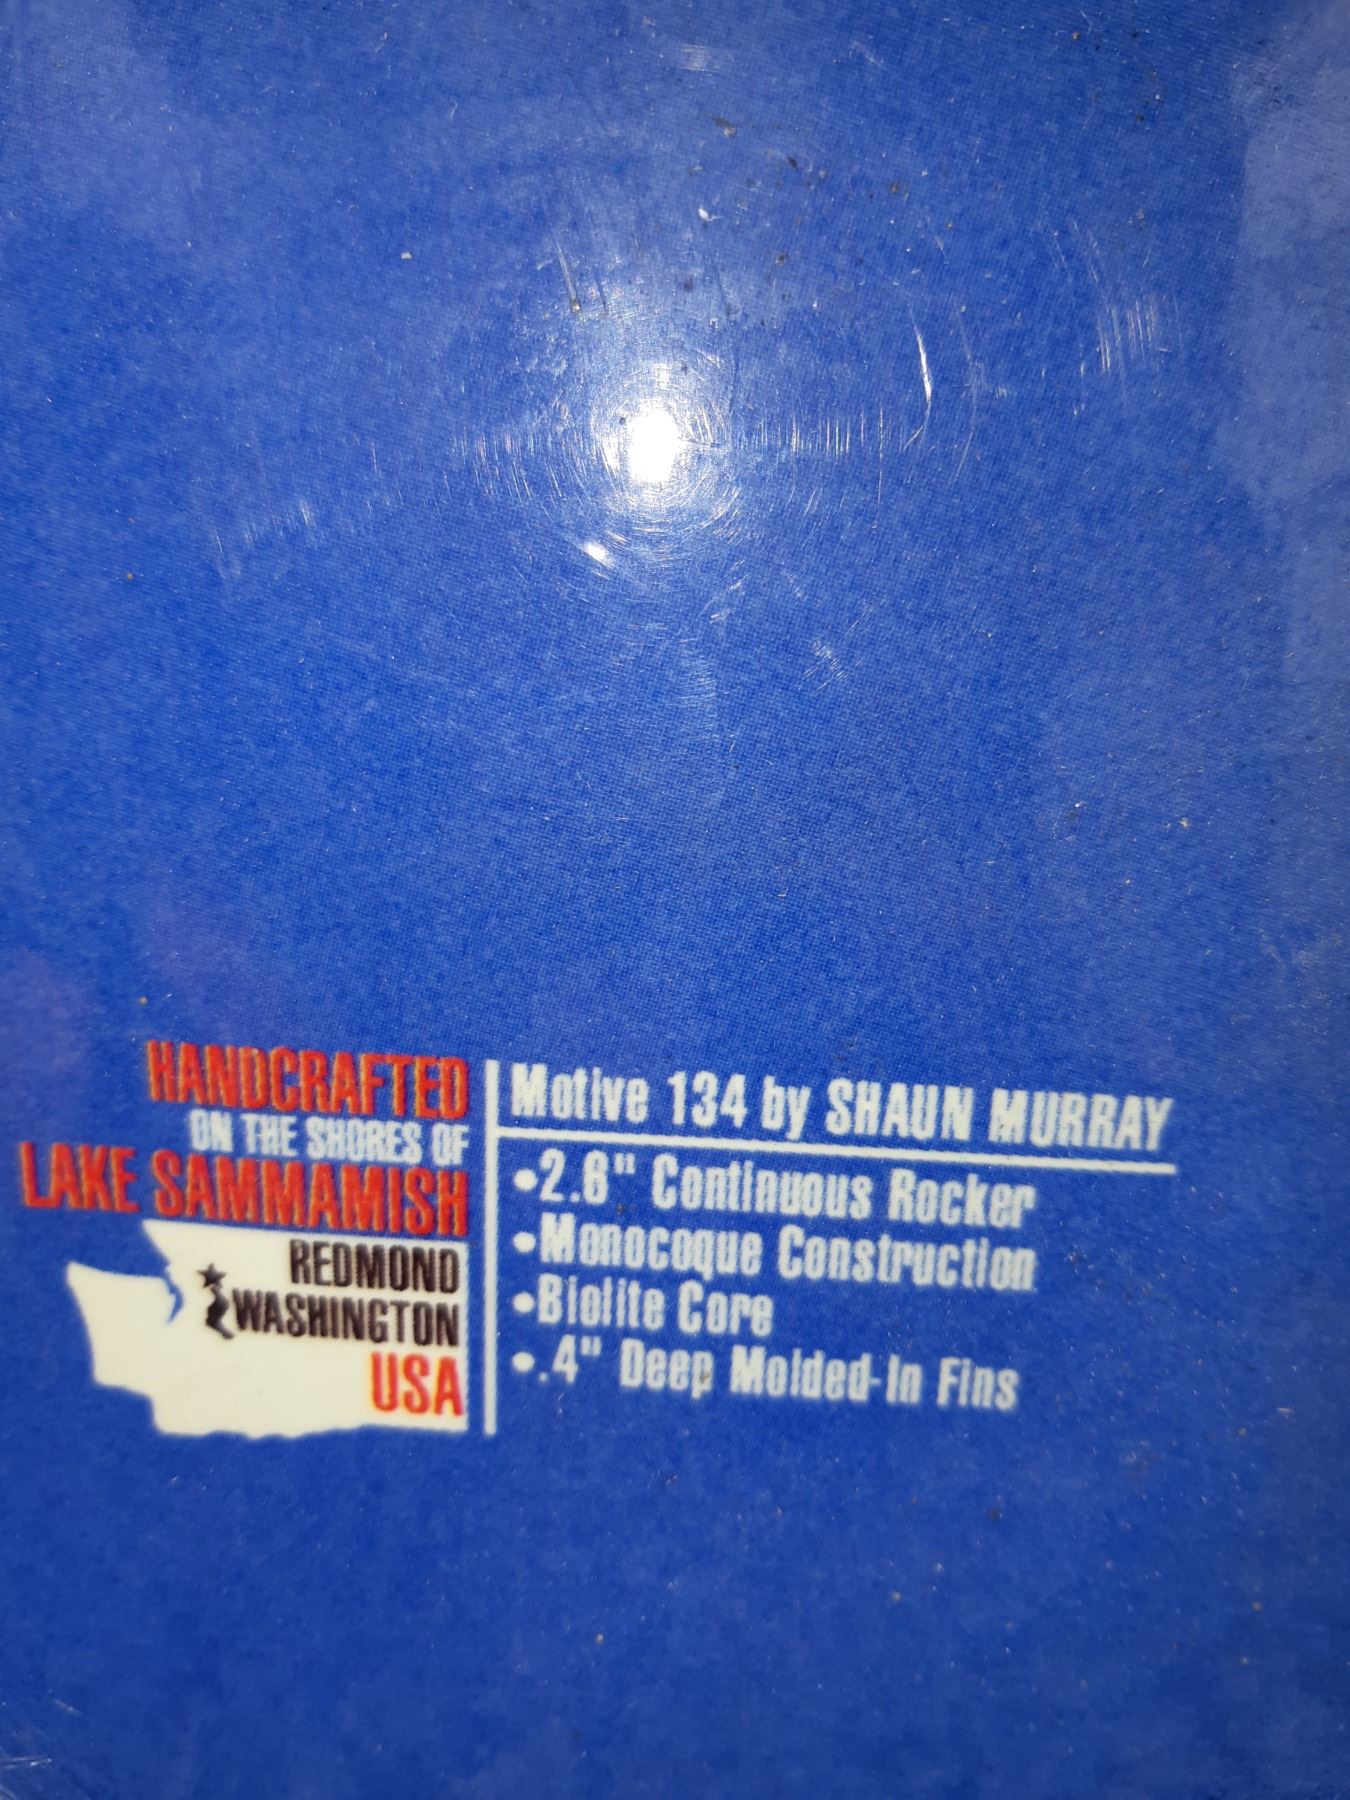 HANDCRAFTED
ON THE SHORES OF
LAKE SAMMAMISH
REDMOND
WASHINGTON
USA
Motive 134 by SHAUN MURRAY
•2.6" Continuous Rocker
•Monocoque Construction
•Biolite Core
•.4" Deep Molded-In Fins